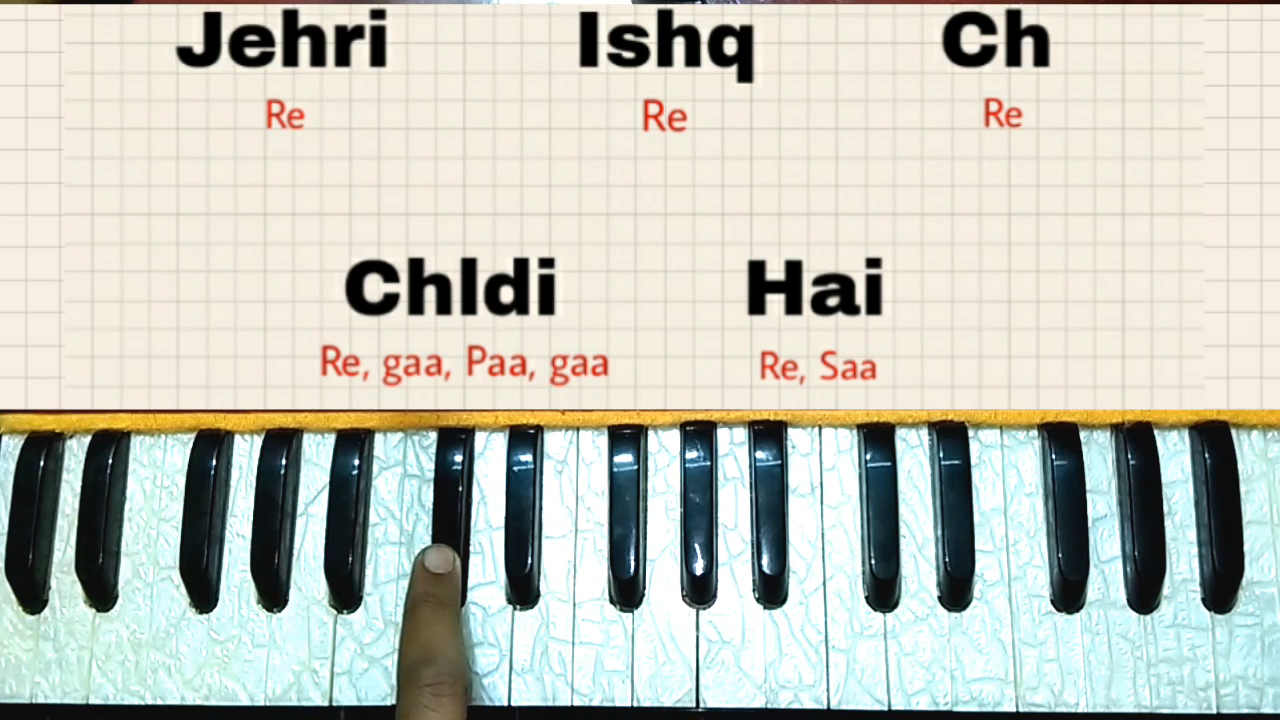 Jehri Ishq Ch
Re Re Re
Chldi Hai
Re, gaa, Paa, gaa Re, Saa